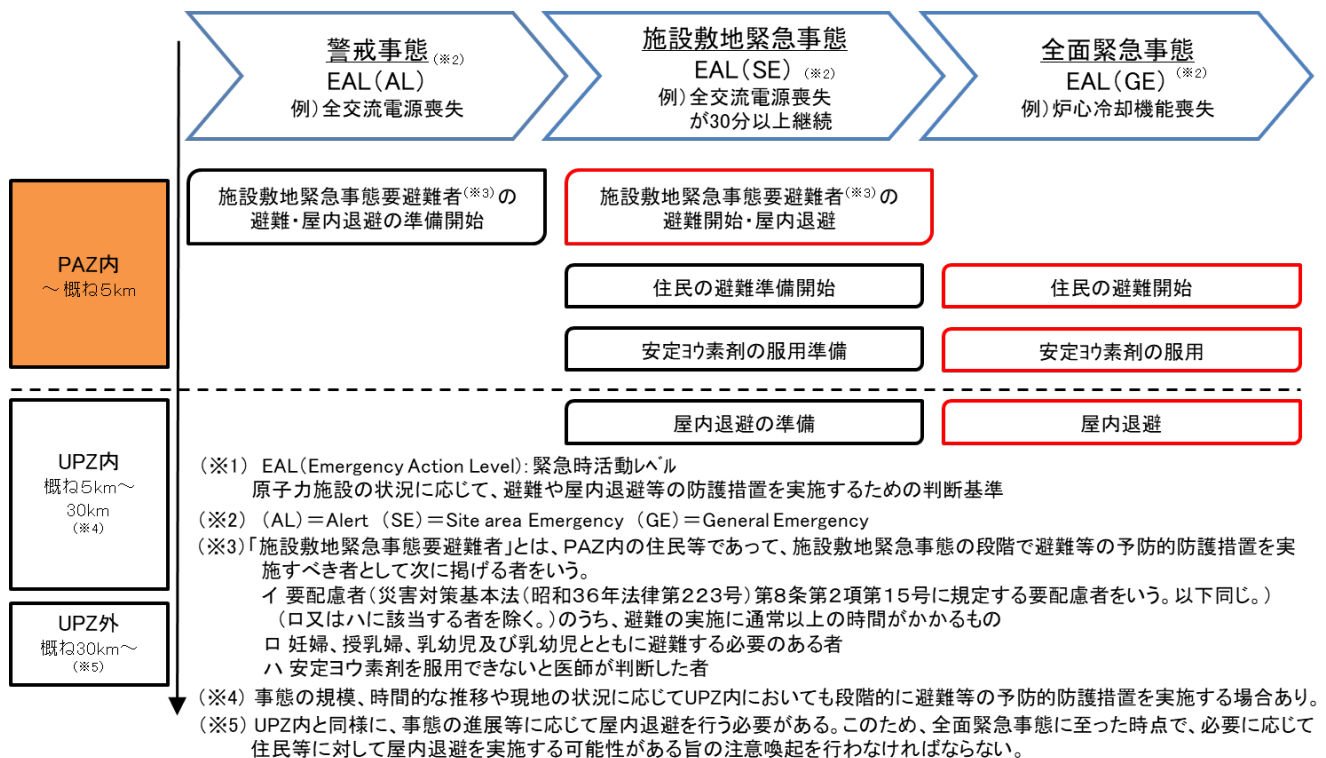 警戒事態(※2)
EAL(AL)
例)全交流電源喪失
施設敷地緊急事態
EAL(SE) (※2)
例)全交流電源喪失
が30分以上継続
全面緊急事態
EAL(GE) (※2)
例)炉心冷却機能喪失
PAZ内
~概ね5km
施設敷地緊急事態要避難者(※3)の
避難・屋内退避の準備開始
施設敷地緊急事態要避難者(※3)の
避難開始・屋内退避
住民の避難準備開始
住民の避難開始
安定ヨウ素剤の服用準備
安定ヨウ素剤の服用
UPZ内
概ね5km~
30km
(※4)
屋内退避の準備
屋内退避
UPZ外
概ね30km~
(※5)
(※1) EAL(Emergency Action Level):緊急時活動レベル
原子力施設の状況に応じて、避難や屋内退避等の防護措置を実施するための判断基準
(※2) (AL)=Alert (SE)=Site area Emergency (GE)=General Emergency
(※3)「施設敷地緊急事態要避難者」とは、PAZ内の住民等であって、施設敷地緊急事態の段階で避難等の予防的防護措置を実
施すべき者として次に掲げる者をいう。
イ 要配慮者(災害対策基本法(昭和36年法律第223号)第8条第2項第15号に規定する要配慮者をいう。以下同じ。)
(ロ又はハに該当する者を除く。)のうち、避難の実施に通常以上の時間がかかるもの
ロ 妊婦、授乳婦、乳幼児及び乳幼児とともに避難する必要のある者
ハ 安定ヨウ素剤を服用できないと医師が判断した者
(※4) 事態の規模、時間的な推移や現地の状況に応じてUPZ内においても段階的に避難等の予防的防護措置を実施する場合あり。
(※5) UPZ内と同様に、事態の進展等に応じて屋内退避を行う必要がある。このため、全面緊急事態に至った時点で、必要に応じて
住民等に対して屋内退避を実施する可能性がある旨の注意喚起を行わなければならない。